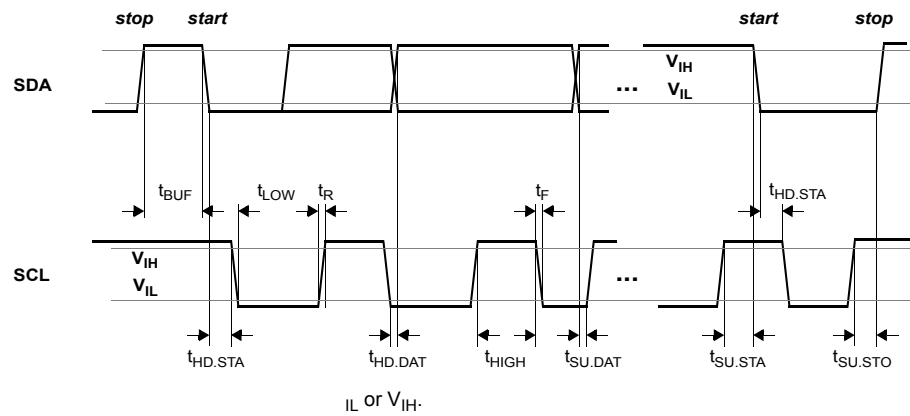 stop start start stop
SDA
V_IH
V_IL
...
t_BUF t_LOW t_R t_F t_HD.STA
SCL
V_IH
V_IL
...
t_HD.STA t_HD.DAT t_HIGH t_SU.DAT t_SU.STA t_SU.STO
_IL or V_IH.